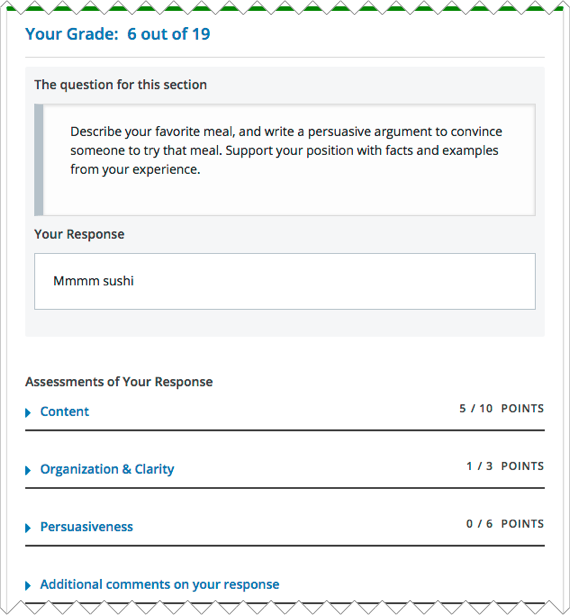 Your Grade: 6 out of 19
The question for this section
Describe your favorite meal, and write a persuasive argument to convince
someone to try that meal. Support your position with facts and examples
from your experience.
Your Response
Mmmm sushi
Assessments of Your Response
Content 5 / 10 POINTS
Organization & Clarity 1 / 3 POINTS
Persuasiveness 0 / 6 POINTS
Additional comments on your response